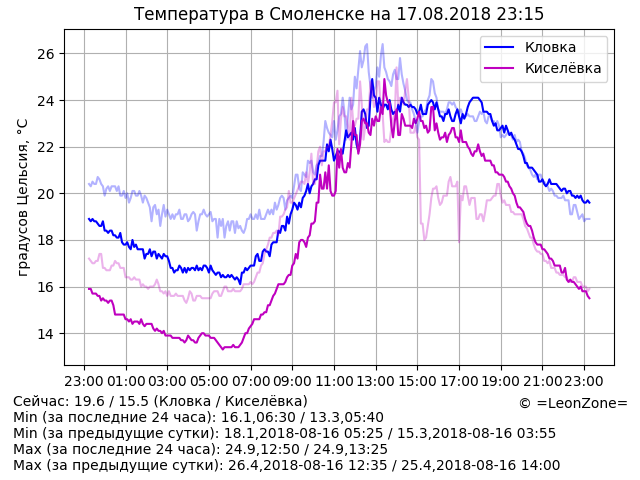 Температура в Смоленске на 17.08.2018 23:15
градусов Цельсия, °С
26
24
22
20
18
16
14
Кловка
Киселёвка
23:00 01:00 03:00 05:00 07:00 09:00 11:00 13:00 15:00 17:00 19:00 21:00 23:00
Сейчас: 19.6 / 15.5 (Кловка / Киселёвка)
© =LeonZone=
Min (за последние 24 часа): 16.1,06:30 / 13.3,05:40
Min (за предыдущие сутки): 18.1,2018-08-16 05:25 / 15.3,2018-08-16 03:55
Max (за последние 24 часа): 24.9,12:50 / 24.9,13:25
Max (за предыдущие сутки): 26.4,2018-08-16 12:35 / 25.4,2018-08-16 14:00